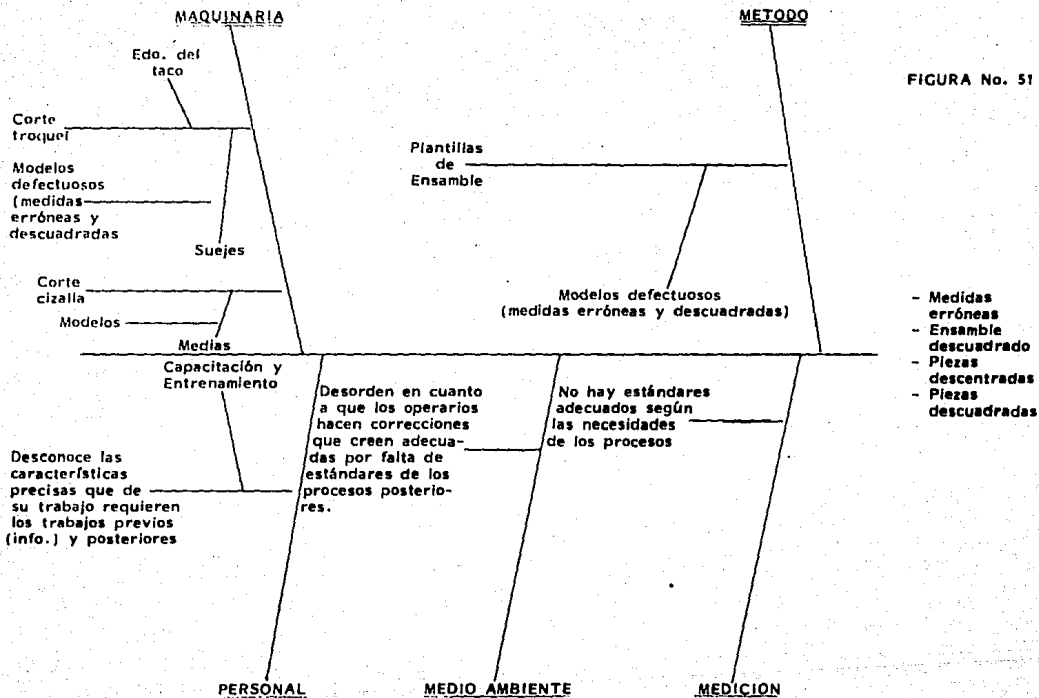 MAQUINARIA
METODO
FIGURA No. 51
Edo. del
taco
Corte
troquel
Modelos
defectuosos
(medidas
erróneas y
descuadradas
Suejes
Corte
cizalla
Modelos
Medias
Plantillas
de
Ensamble
Modelos defectuosos
(medidas erróneas y descuadradas)
- Medidas
erróneas
- Ensamble
descuadrado
- Piezas
descentradas
- Piezas
descuadradas
Capacitación y
Entrenamiento
Desconoce las
características
precisas que de
su trabajo requieren
los trabajos previos
(info.) y posteriores
Desorden en cuanto
a que los operarios
hacen correcciones
que creen adecua-
das por falta de
estándares de los
procesos posterio-
res.
No hay estándares
adecuados según
las necesidades
de los procesos
PERSONAL
MEDIO AMBIENTE
MEDICION